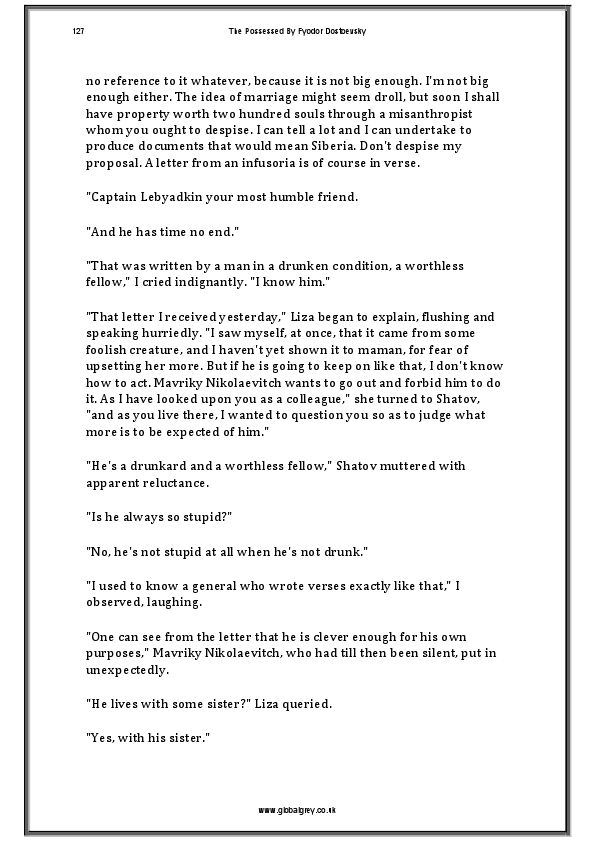 127
The Possessed By Fyodor Dostoevsky
no reference to it whatever, because it is not big enough. I'm not big
enough either. The idea of marriage might seem droll, but soon I shall
have property worth two hundred souls through a misanthropist
whom you ought to despise. I can tell a lot and I can undertake to
produce documents that would mean Siberia. Don't despise my
proposal. A letter from an infusoria is of course in verse.
"Captain Lebyadkin your most humble friend.
"And he has time no end."
"That was written by a man in a drunken condition, a worthless
fellow," I cried indignantly. "I know him."
"That letter I received yesterday," Liza began to explain, flushing and
speaking hurriedly. "I saw myself, at once, that it came from some
foolish creature, and I haven't yet shown it to maman, for fear of
upsetting her more. But if he is going to keep on like that, I don't know
how to act. Mavriky Nikolaevitch wants to go out and forbid him to do
it. As I have looked upon you as a colleague," she turned to Shatov,
"and as you live there, I wanted to question you so as to judge what
more is to be expected of him."
"He's a drunkard and a worthless fellow," Shatov muttered with
apparent reluctance.
"Is he always so stupid?"
"No, he's not stupid at all when he's not drunk."
"I used to know a general who wrote verses exactly like that," I
observed, laughing.
"One can see from the letter that he is clever enough for his own
purposes," Mavriky Nikolaevitch, who had till then been silent, put in
unexpectedly.
"He lives with some sister?" Liza queried.
"Yes, with his sister."
www.globalgrey.co.uk